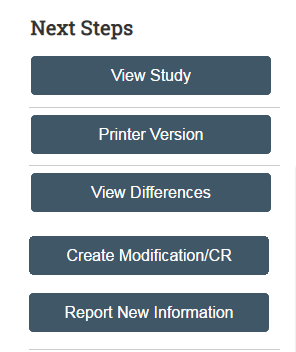 Next Steps
View Study
Printer Version
View Differences
Create Modification/CR
Report New Information